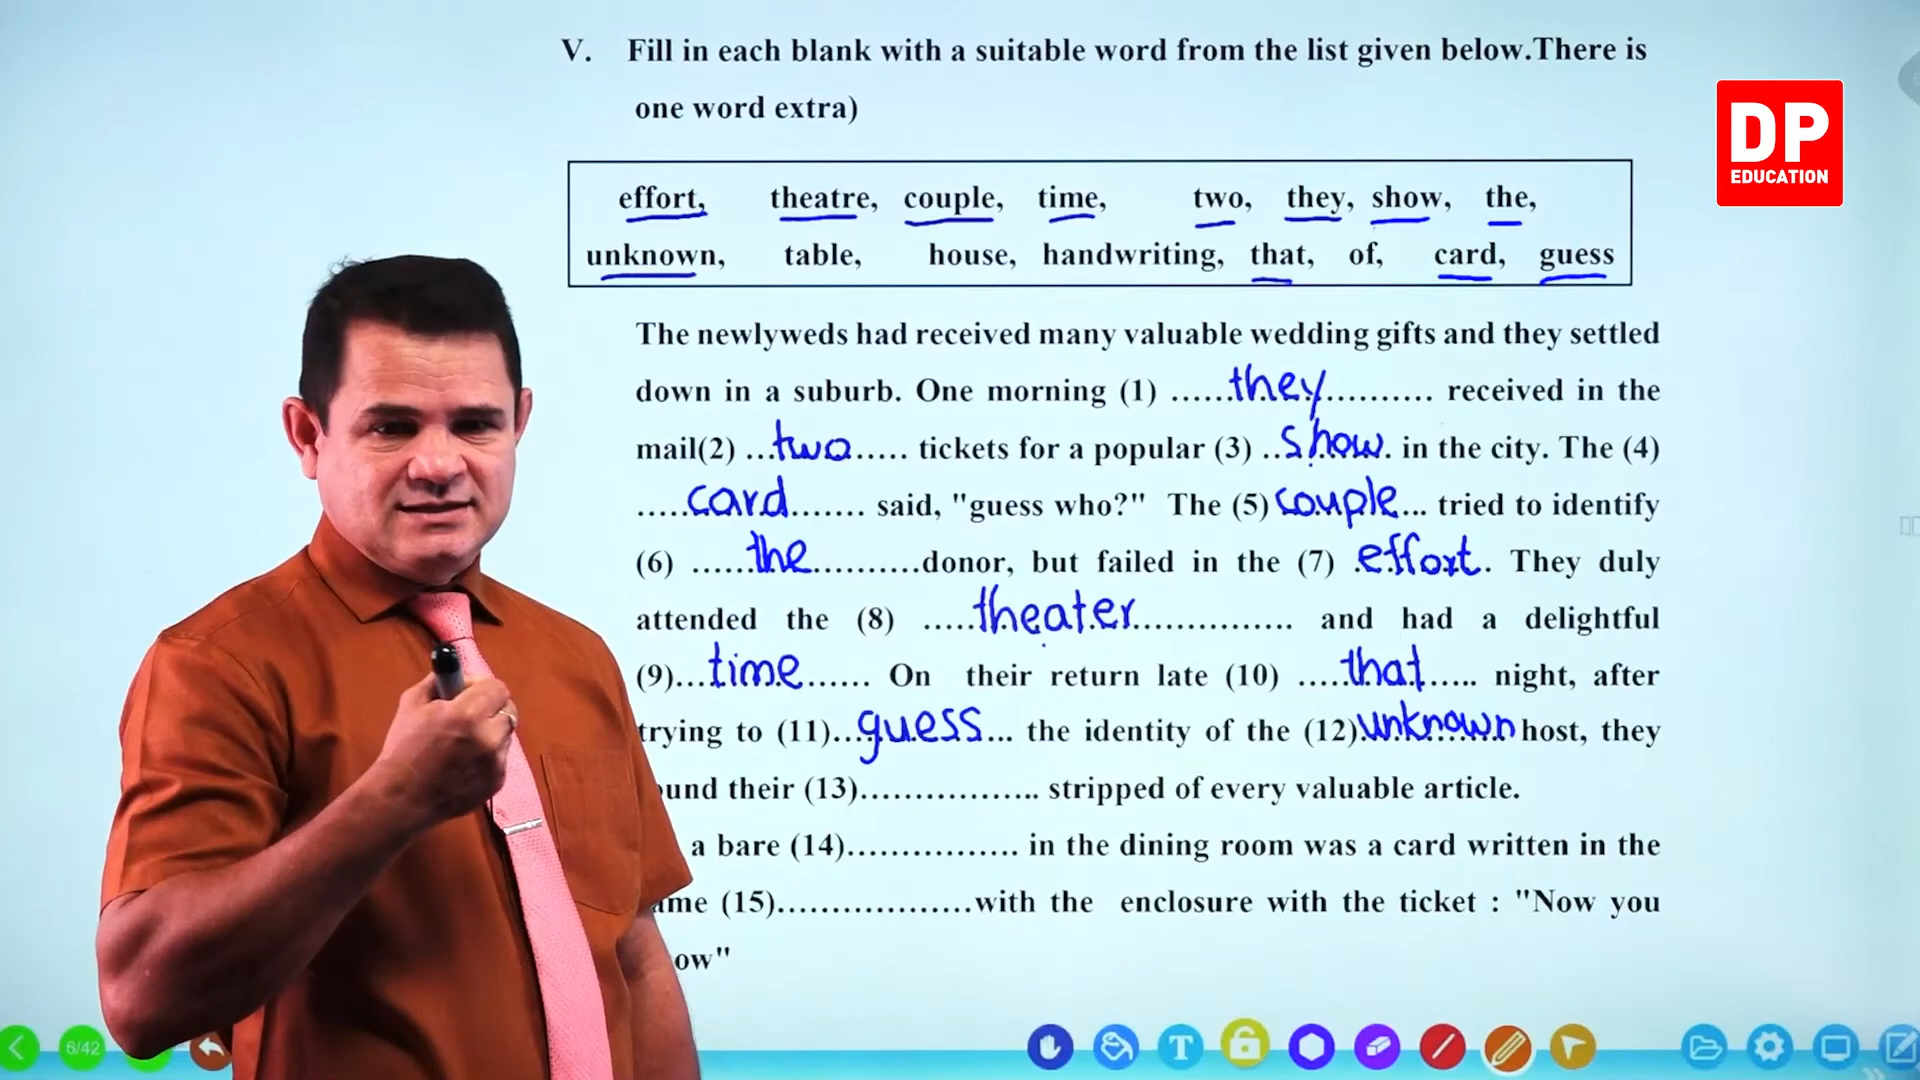 V. Fill in each blank with a suitable word from the list given below.There is
one word extra)
DP
EDUCATION
effort, theatre, couple, time, two, they, show, the,
unknown, table, house, handwriting, that, of, card, guess
The newlyweds had received many valuable wedding gifts and they settled
down in a suburb. One morning (1) ......they.......... received in the
mail(2) ...two..... tickets for a popular (3) ..show. in the city. The (4)
.....card....... said, "guess who?" The (5) couple... tried to identify
(6) .....the..........donor, but failed in the (7) effort. They duly
attended the (8) .....theater.............. and had a delightful
(9)...time...... On their return late (10) .....that..... night, after
trying to (11)...guess... the identity of the (12).unknown host, they
und their (13)................. stripped of every valuable article.
a bare (14)................ in the dining room was a card written in the
me (15)..................with the enclosure with the ticket : "Now you
ow"
6/42
T